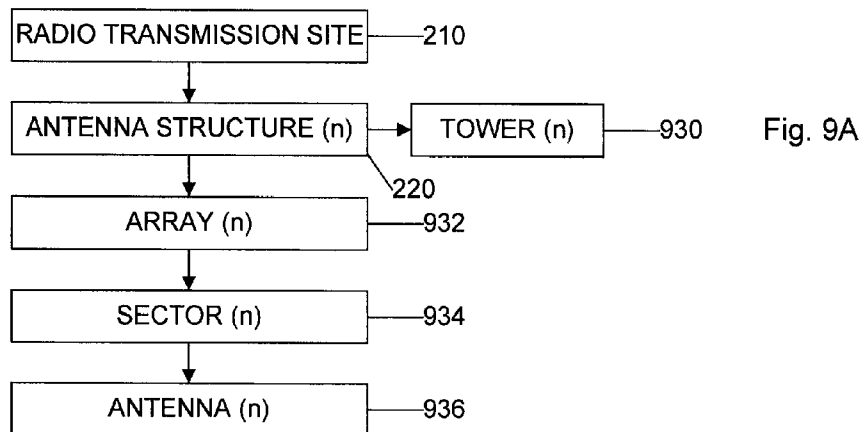 RADIO TRANSMISSION SITE 210
ANTENNA STRUCTURE (n) TOWER (n) 930 Fig. 9A
220
ARRAY (n) 932
SECTOR (n) 934
ANTENNA (n) 936